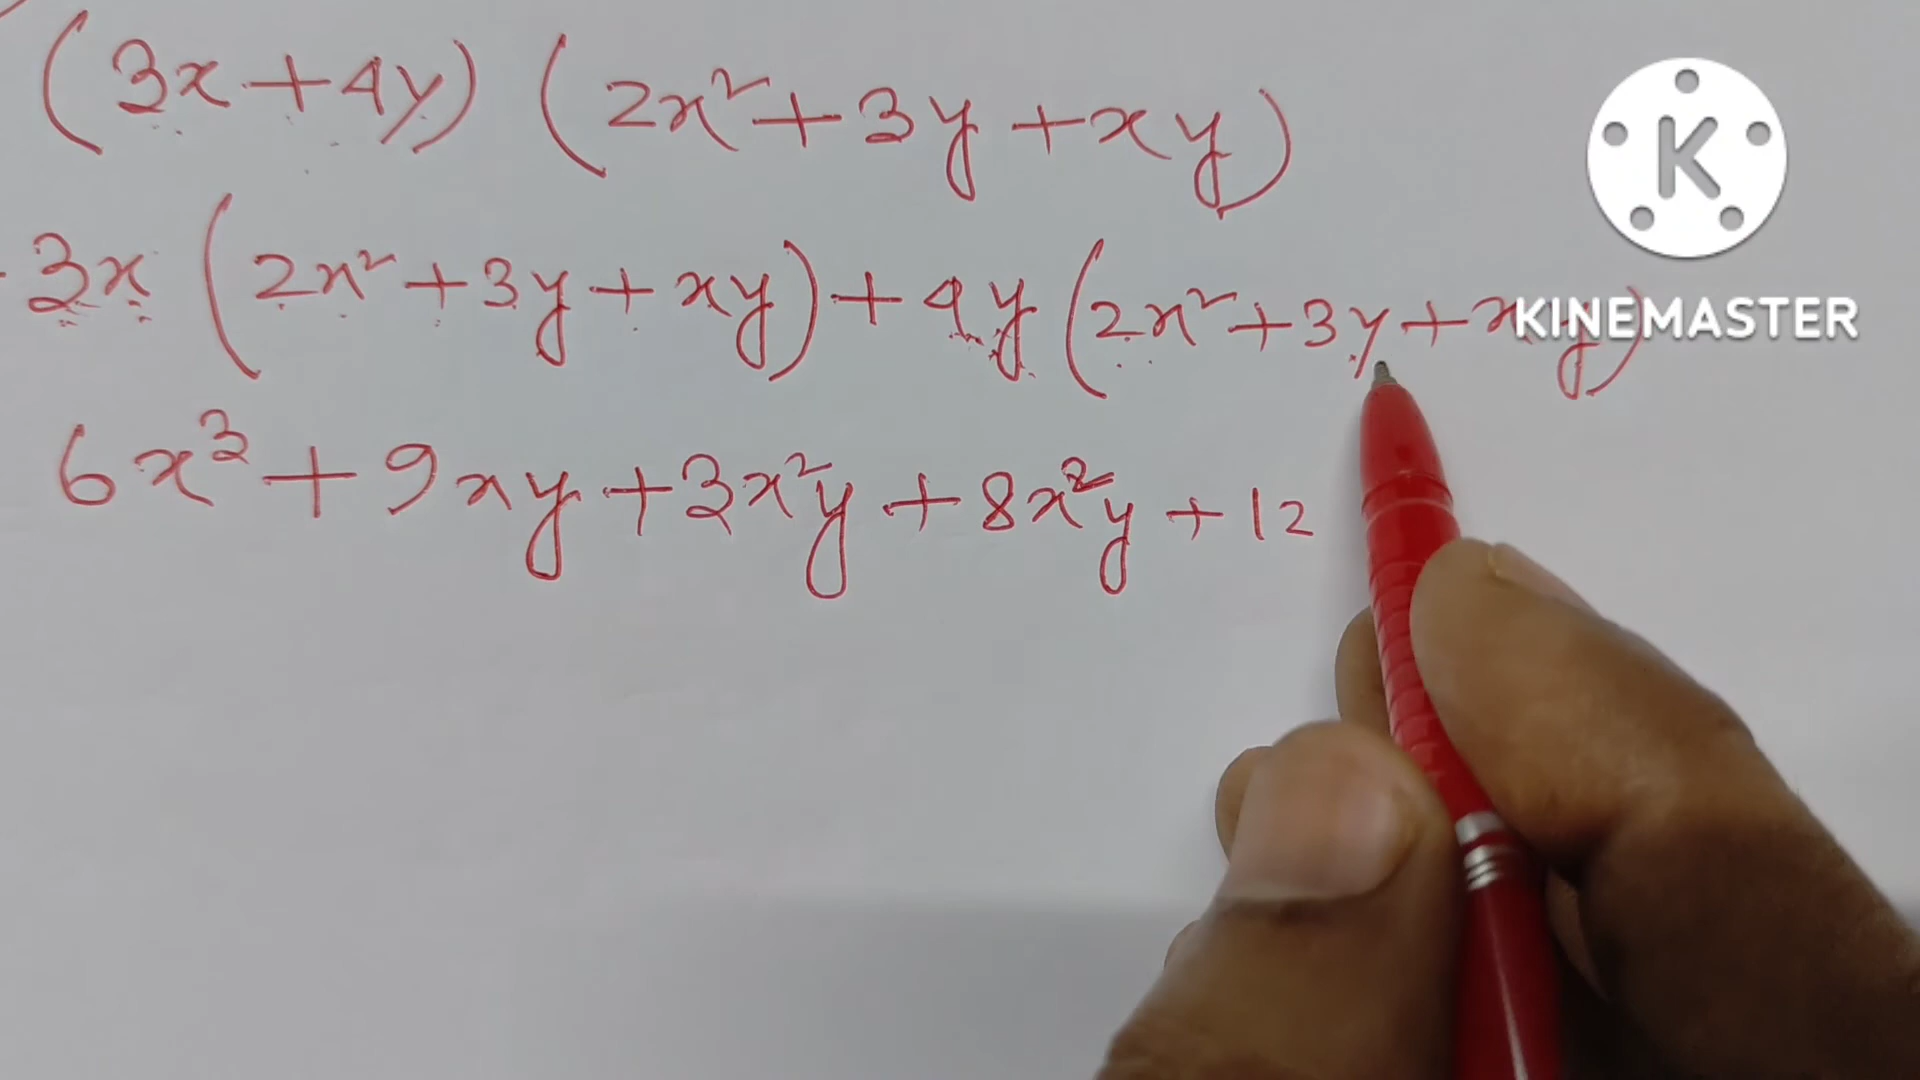 (3x+4y) (2x²+3y+xy)
K
3x (2x²+3y+xy)+4y(2x²+3y+xy)
KINEMASTER
6x³+9xy+3x²y+8x²y+12